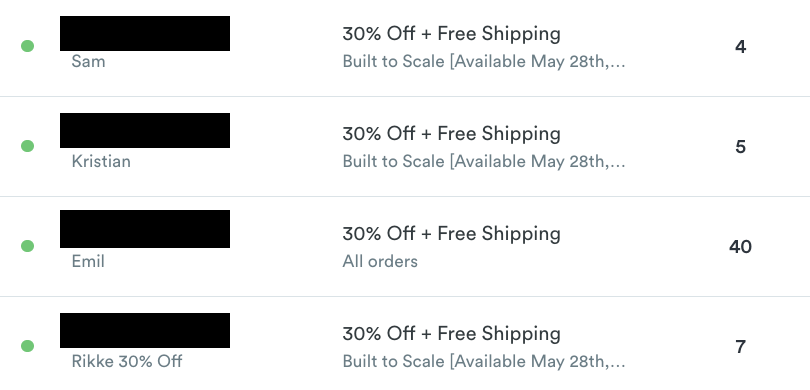 30% Off + Free Shipping
Sam
Built to Scale [Available May 28th,...
4
30% Off + Free Shipping
Kristian
Built to Scale [Available May 28th,...
5
30% Off + Free Shipping
Emil
All orders
40
30% Off + Free Shipping
Rikke 30% Off
Built to Scale [Available May 28th,...
7